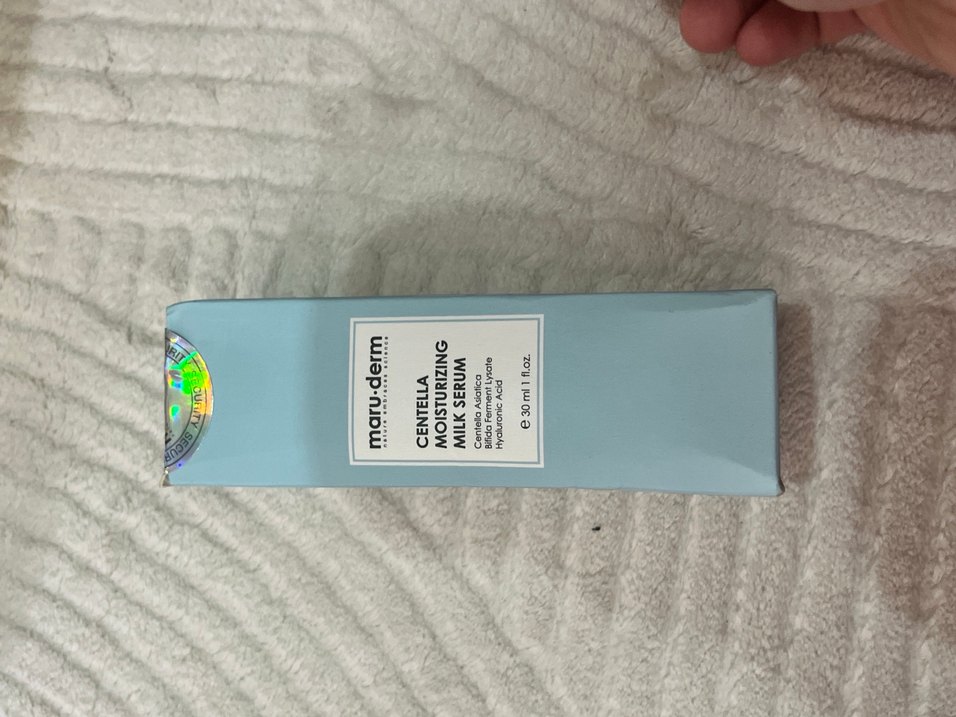 maru·derm
nature embraces science
CENTELLA
MOISTURIZING
MILK SERUM
Centella Asiatica
Bifida Ferment Lysate
Hyaluronic Acid
e 30 ml 1 fl.oz.
SECURITY